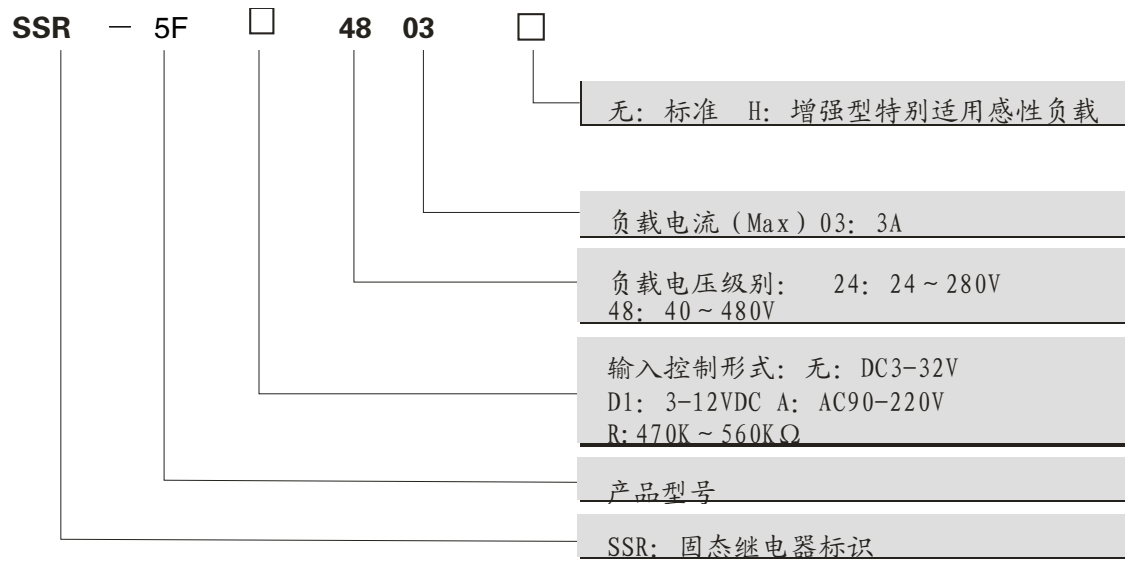 SSR - 5F □ 48 03 □
无: 标准 H: 增强型特别适用感性负载
负载电流(Max)03: 3A
负载电压级别: 24: 24~280V
48: 40~480V
输入控制形式: 无: DC3-32V
D1: 3-12VDC A: AC90-220V
R:470K~560KΩ
产品型号
SSR: 固态继电器标识